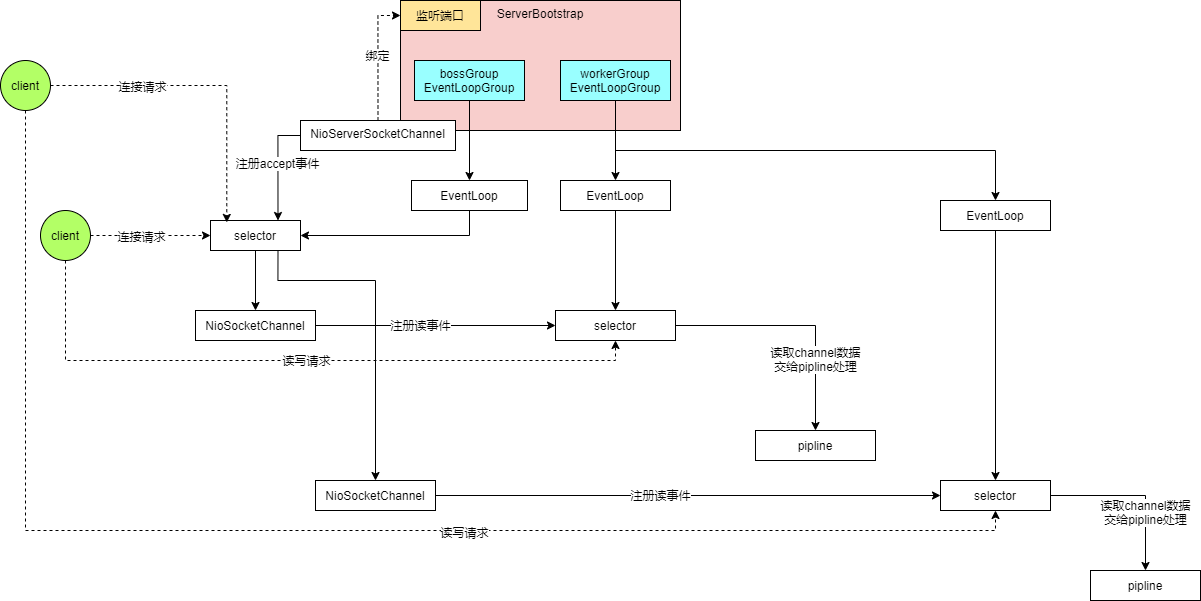 监听端口
ServerBootstrap
绑定
client
连接请求
bossGroup
EventLoopGroup
workerGroup
EventLoopGroup
NioServerSocketChannel
注册accept事件
EventLoop
EventLoop
EventLoop
client
连接请求
selector
NioSocketChannel
注册读事件
selector
读写请求
读取channel数据
交给pipline处理
pipline
NioSocketChannel
注册读事件
selector
读取channel数据
交给pipline处理
读写请求
pipline